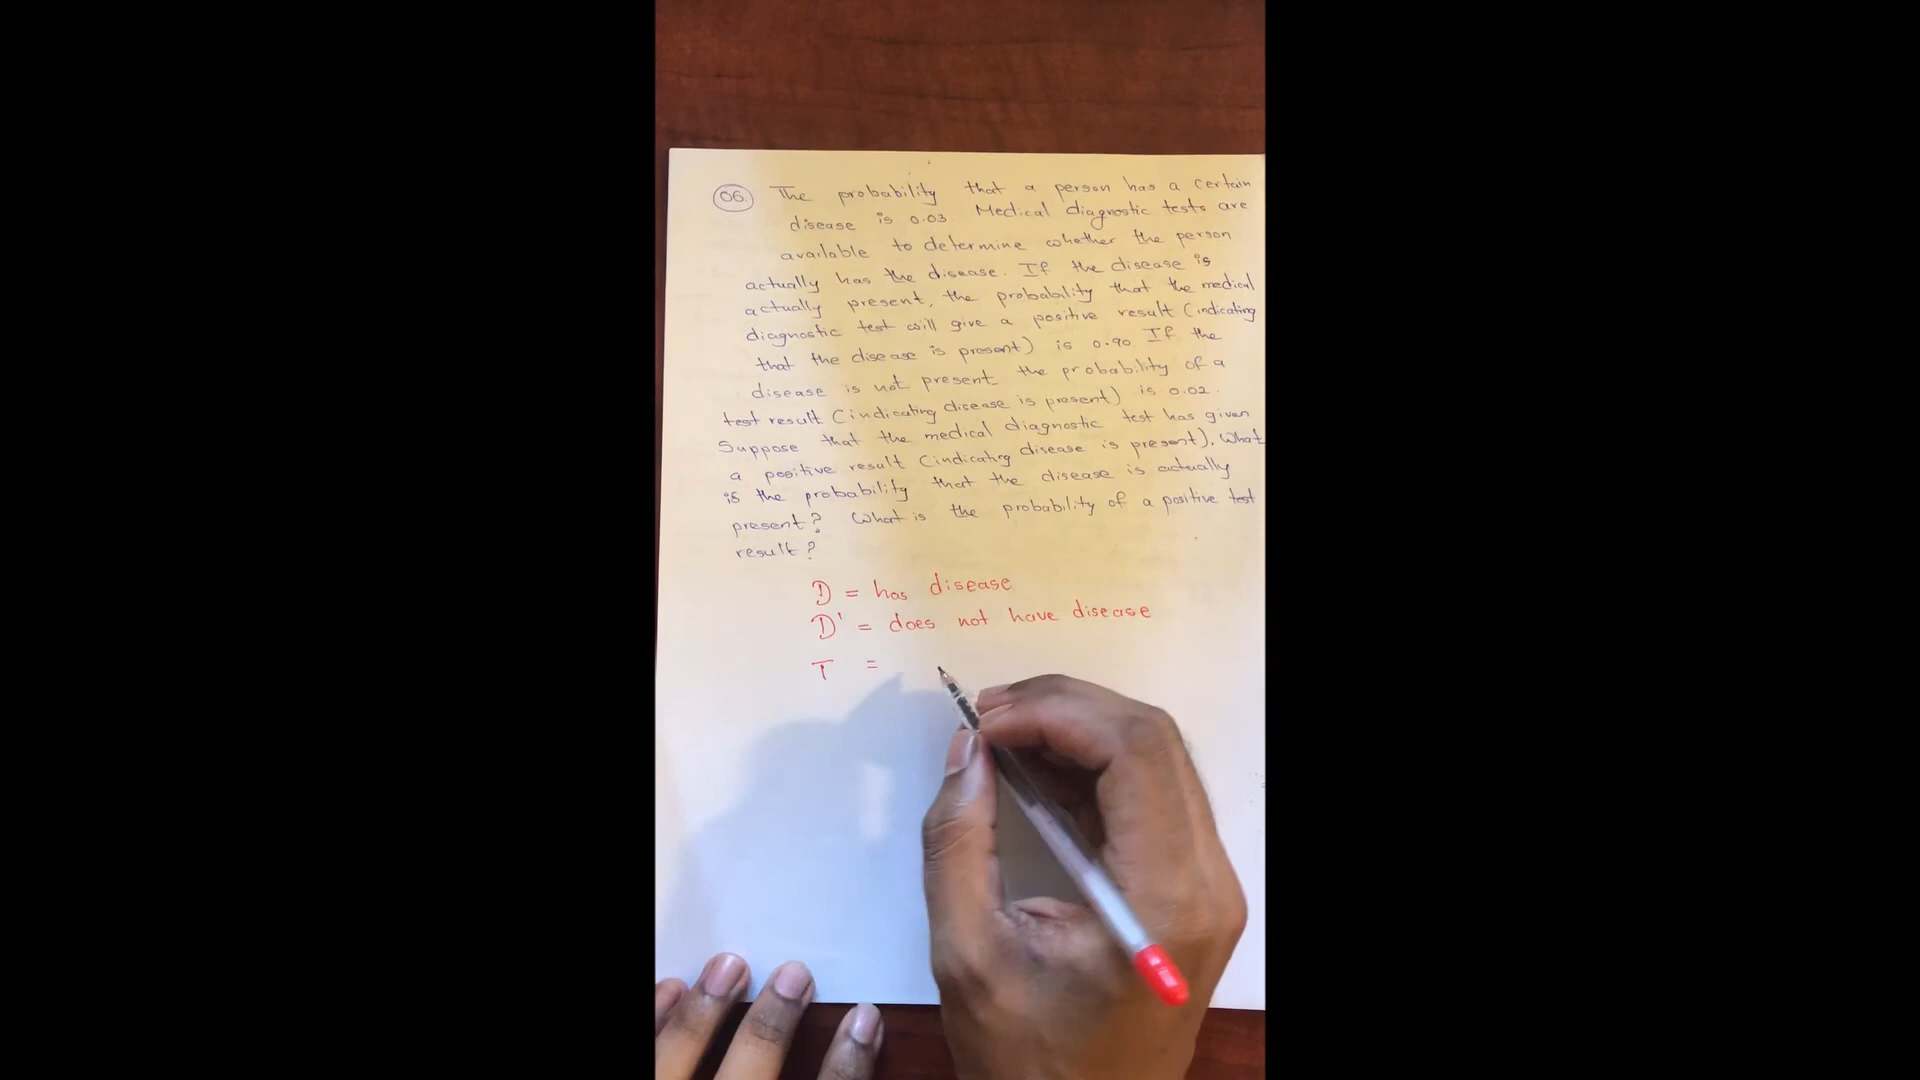 06. The probability that a person has a certain
disease is 0.03. Medical diagnostic tests are
available to determine whether the person
actually has the disease. If the disease is
actually present, the probability that the medical
diagnostic test will give a positive result (indicating
that the disease is present) is 0.90 If the
disease is not present the probability of a
test result (indicating disease is present) is 0.02.
Suppose that the medical diagnostic test has given
a positive result (indicating disease is present). What
is the probability that the disease is actually
present? What is the probability of a positive test
result?
D = has disease
D' = does not have disease
T =